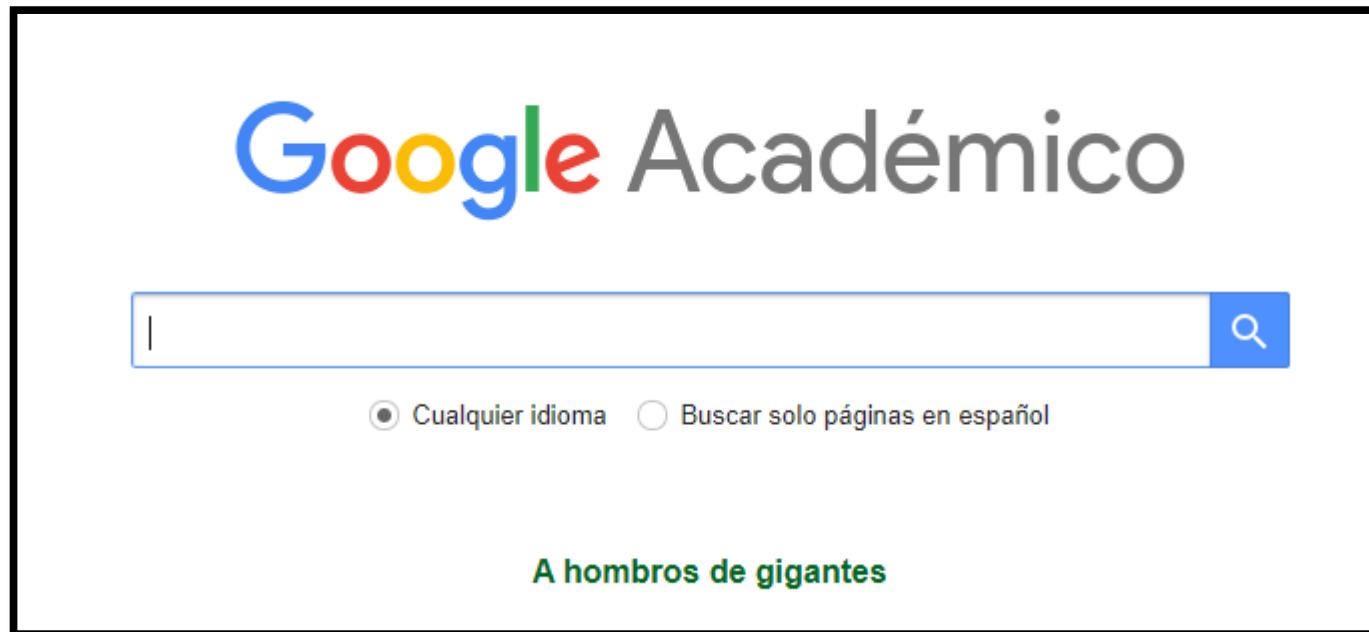 Google Académico
Cualquier idioma Buscar solo páginas en español
A hombros de gigantes